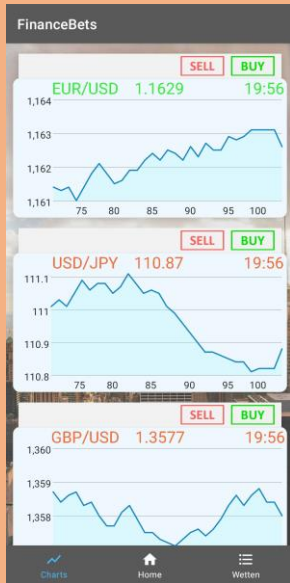 FinanceBets
SELL BUY
EUR/USD 1.1629 19:56
1,164
1,163
1,162
1,161
75 80 85 90 95 100
SELL BUY
USD/JPY 110.87 19:56
111.1
111
110.9
110.8
75 80 85 90 95 100
SELL BUY
GBP/USD 1.3577 19:56
1,360
1,359
1,358
Charts Home Wetten